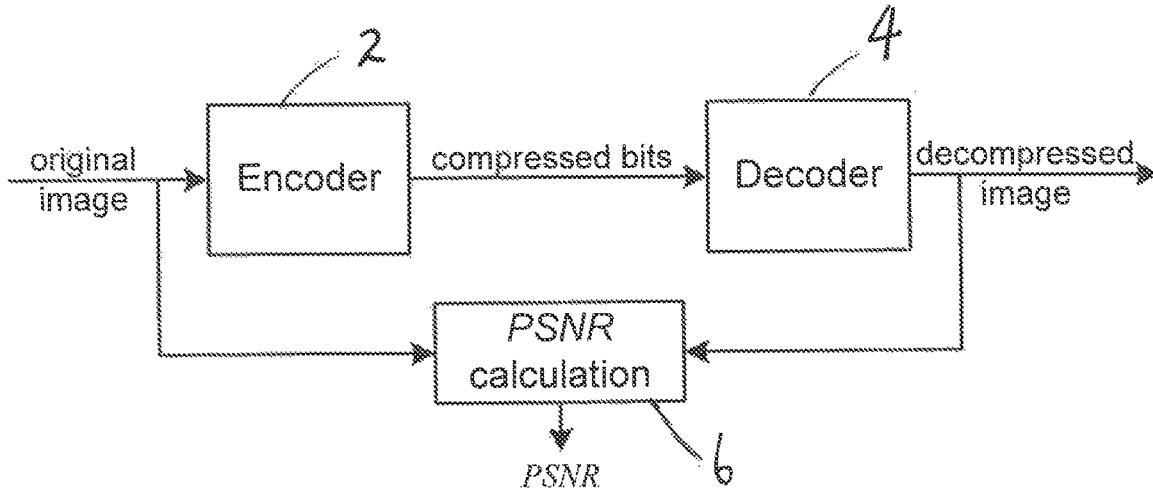 2
4
original
image
Encoder
compressed bits
Decoder
decompressed
image
PSNR
calculation
6
PSNR